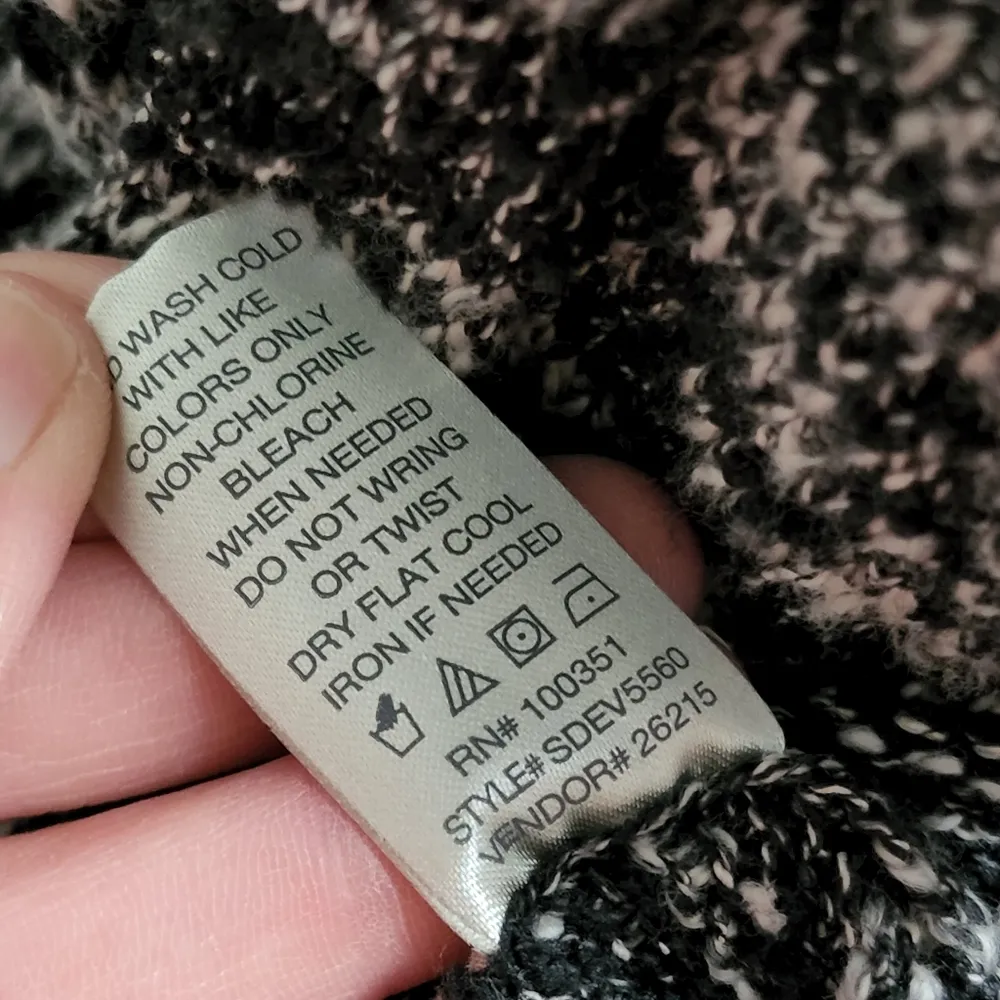 D WASH COLD
WITH LIKE
COLORS ONLY
NON-CHLORINE
BLEACH
WHEN NEEDED
DO NOT WRING
OR TWIST
DRY FLAT COOL
IRON IF NEEDED
RN# 100351
STYLE# SDEV5560
VENDOR# 26215